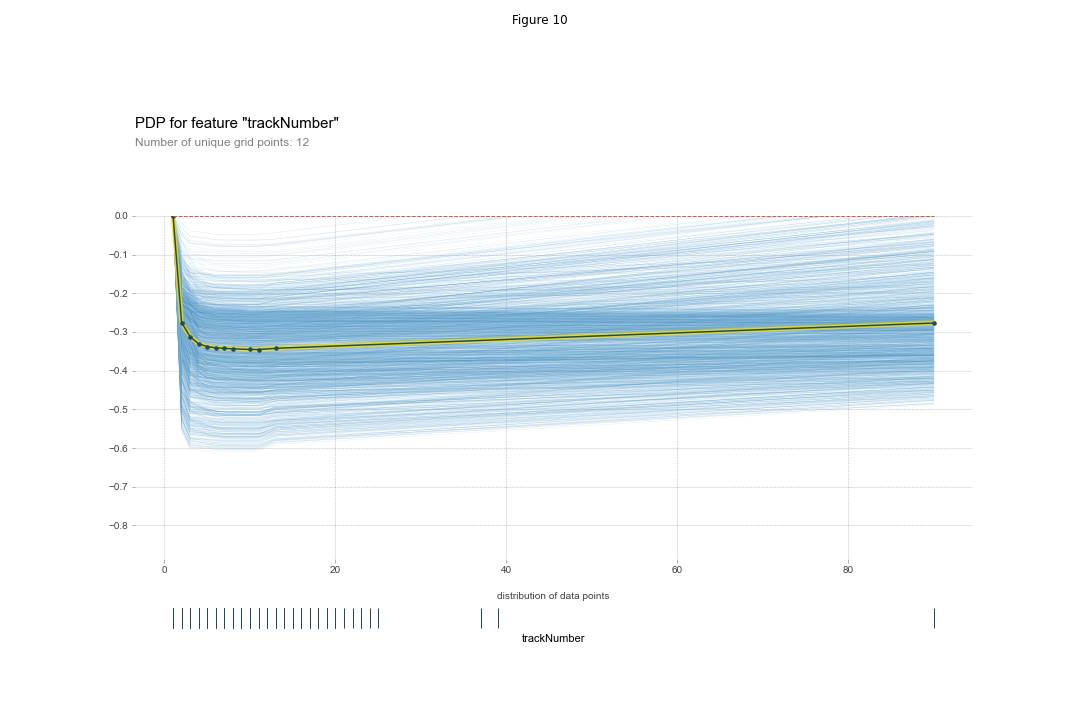 Figure 10
PDP for feature "trackNumber"
Number of unique grid points: 12
0.0
−0.1
−0.2
−0.3
−0.4
−0.5
−0.6
−0.7
−0.8
0 20 40 60 80
distribution of data points
trackNumber